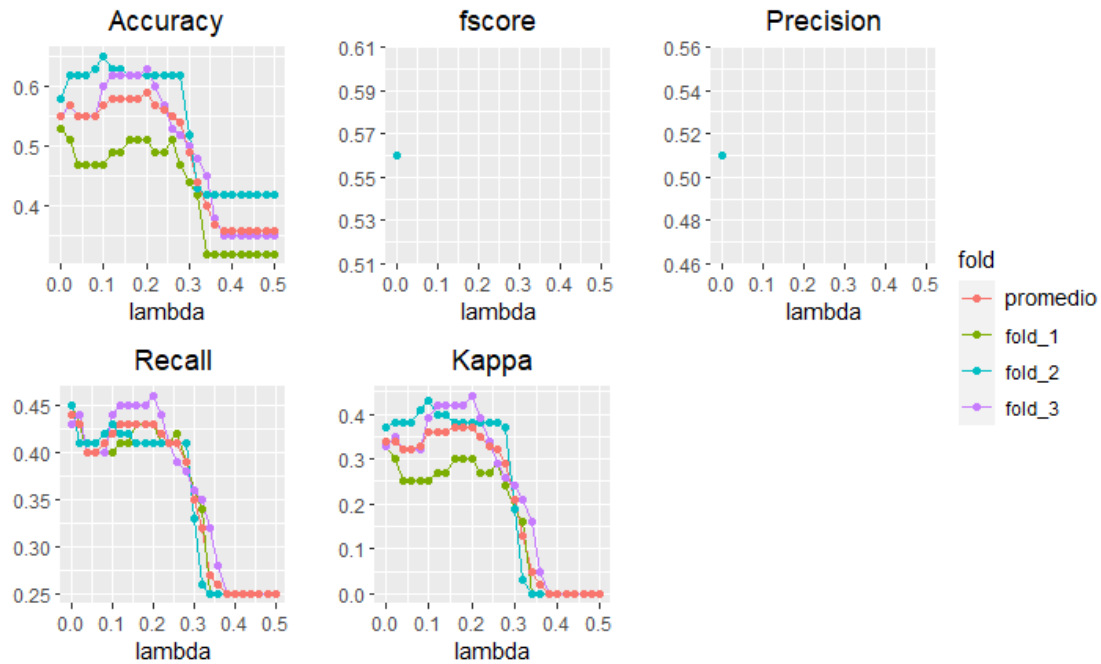 Accuracy
fscore
Precision
0.6
0.5
0.4
0.61
0.59
0.57
0.55
0.53
0.51
0.56
0.54
0.52
0.50
0.48
0.46
0.0 0.1 0.2 0.3 0.4 0.5
0.0 0.1 0.2 0.3 0.4 0.5
0.0 0.1 0.2 0.3 0.4 0.5
lambda
lambda
lambda
Recall
Kappa
0.45
0.40
0.35
0.30
0.25
0.4
0.3
0.2
0.1
0.0
0.0 0.1 0.2 0.3 0.4 0.5
0.0 0.1 0.2 0.3 0.4 0.5
lambda
lambda
fold
promedio
fold_1
fold_2
fold_3